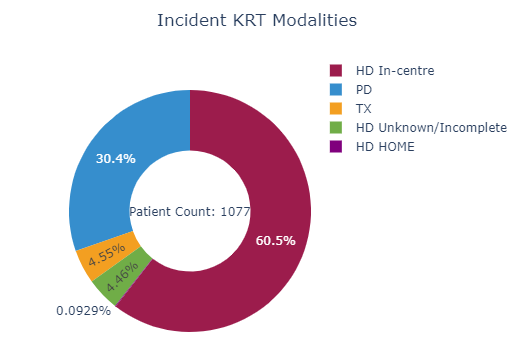 Incident KRT Modalities
HD In-centre
PD
TX
HD Unknown/Incomplete
HD HOME
30.4%
Patient Count: 1077
60.5%
4.55%
4.46%
0.0929%